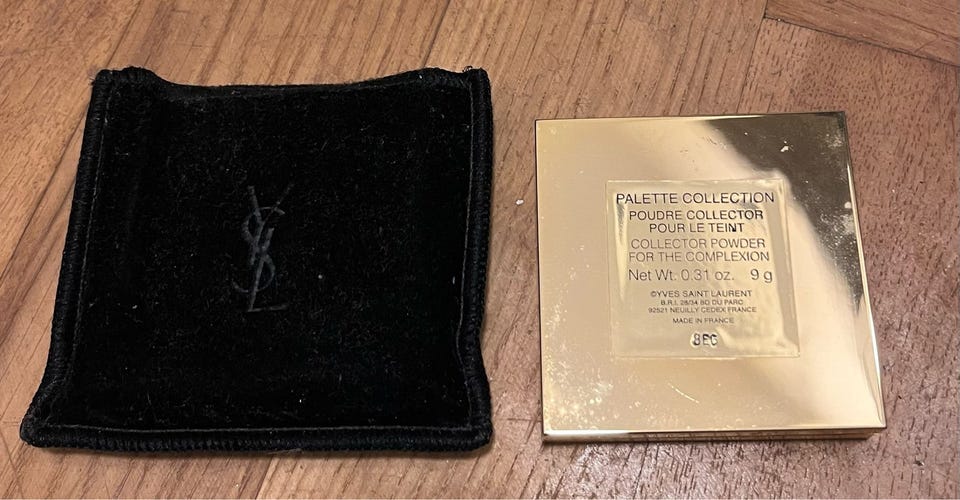 YSL
PALETTE COLLECTION
POUDRE COLLECTOR
POUR LE TEINT
COLLECTOR POWDER
FOR THE COMPLEXION
Net Wt. 0.31 oz. 9 g
©YVES SAINT LAURENT
B.R.I. 28/34 BD DU PARC
92521 NEUILLY CEDEX FRANCE
MADE IN FRANCE